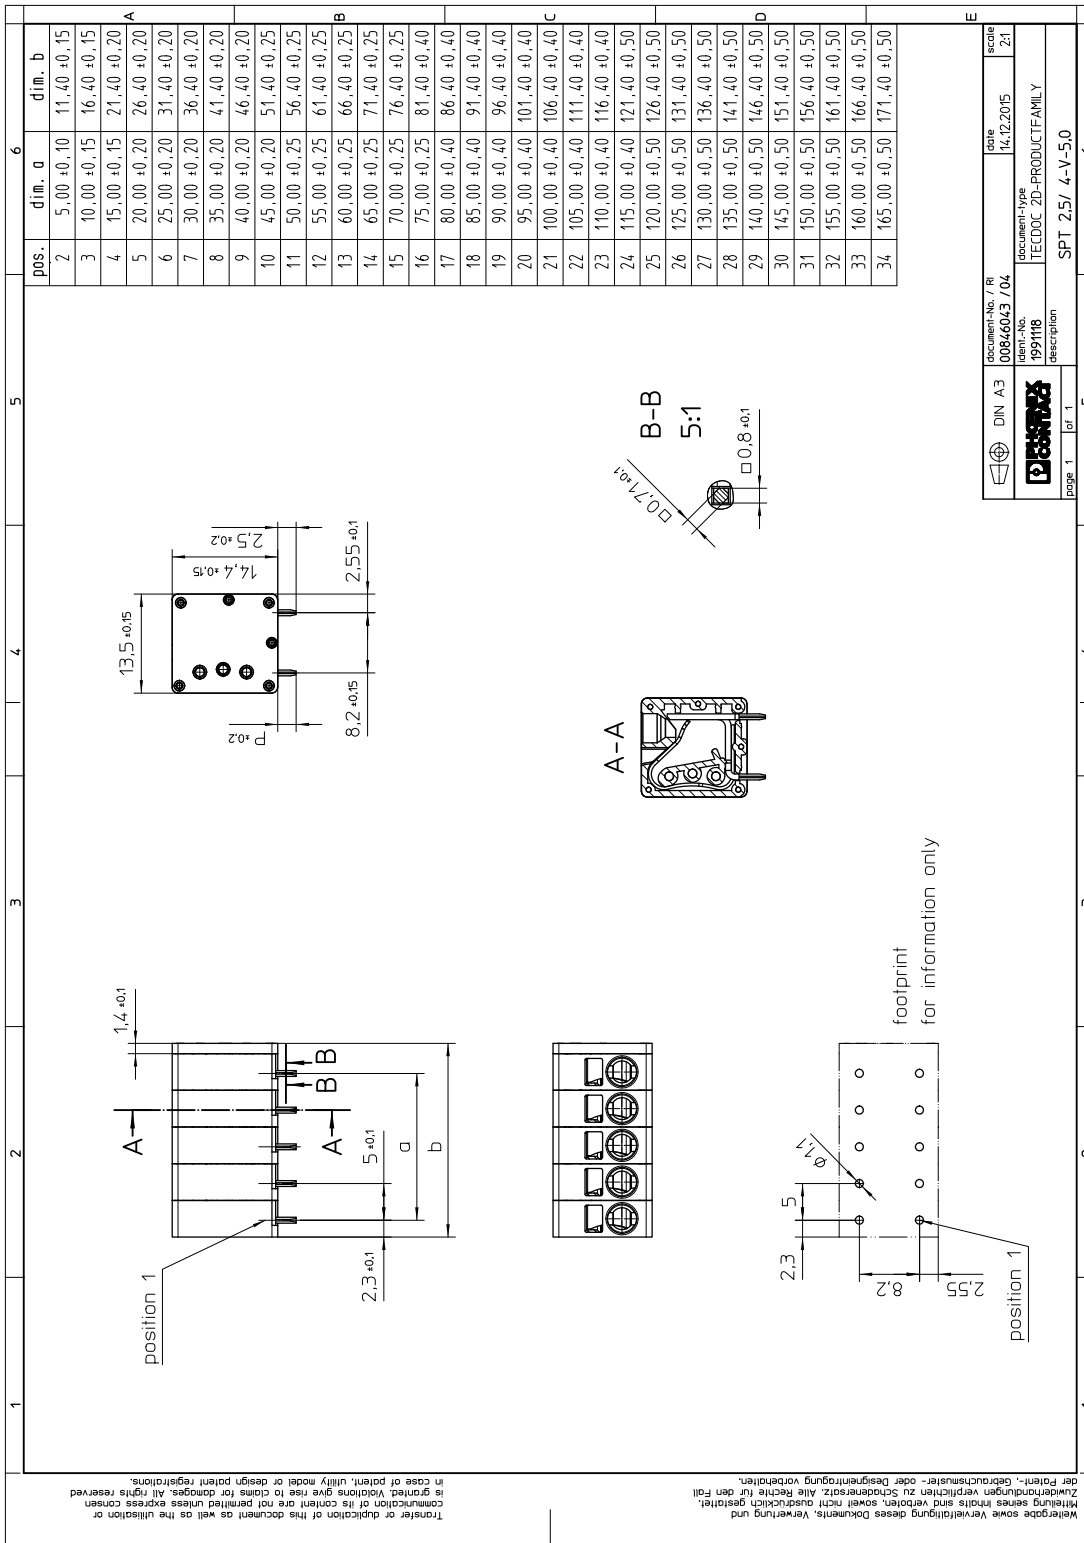 1 2 3 4 5 6
A
B
C
D
E
pos. dim. a dim. b
2 5,00 ±0,10 11,40 ±0,15
3 10,00 ±0,15 16,40 ±0,15
4 15,00 ±0,15 21,40 ±0,20
5 20,00 ±0,20 26,40 ±0,20
6 25,00 ±0,20 31,40 ±0,20
7 30,00 ±0,20 36,40 ±0,20
8 35,00 ±0,20 41,40 ±0,20
9 40,00 ±0,20 46,40 ±0,20
10 45,00 ±0,20 51,40 ±0,25
11 50,00 ±0,25 56,40 ±0,25
12 55,00 ±0,25 61,40 ±0,25
13 60,00 ±0,25 66,40 ±0,25
14 65,00 ±0,25 71,40 ±0,25
15 70,00 ±0,25 76,40 ±0,25
16 75,00 ±0,25 81,40 ±0,40
17 80,00 ±0,40 86,40 ±0,40
18 85,00 ±0,40 91,40 ±0,40
19 90,00 ±0,40 96,40 ±0,40
20 95,00 ±0,40 101,40 ±0,40
21 100,00 ±0,40 106,40 ±0,40
22 105,00 ±0,40 111,40 ±0,40
23 110,00 ±0,40 116,40 ±0,40
24 115,00 ±0,40 121,40 ±0,50
25 120,00 ±0,50 126,40 ±0,50
26 125,00 ±0,50 131,40 ±0,50
27 130,00 ±0,50 136,40 ±0,50
28 135,00 ±0,50 141,40 ±0,50
29 140,00 ±0,50 146,40 ±0,50
30 145,00 ±0,50 151,40 ±0,50
31 150,00 ±0,50 156,40 ±0,50
32 155,00 ±0,50 161,40 ±0,50
33 160,00 ±0,50 166,40 ±0,50
34 165,00 ±0,50 171,40 ±0,50
position 1
1,4 ±0,1
A
A
B
B
5 ±0,1
a
b
2,3 ±0,1
13,5 ±0,15
P ±0,2
14,4 ±0,15
2,5 ±0,2
8,2 ±0,15
2,55 ±0,1
A-A
B-B
5:1
□0,71 ±0,1
□0,8 ±0,1
2,3
5
⌀1,1
8,2
2,55
position 1
footprint
for information only
DIN A3
document-No. / RI
00846043 / 04
date
14.12.2015
scale
2:1
PHOENIX
CONTACT
ident.-No.
1991118
document-type
TECDOC 2D-PRODUCTFAMILY
page 1 of 1
description
SPT 2,5/ 4-V-5,0
Transfer or duplication of this document as well as the utilisation or
communication of its content are not permitted unless express consen
is granted. Violations give rise to claims for damages. All rights reserved
in case of patent, utility model or design patent registrations.
Weitergabe sowie Vervielfältigung dieses Dokuments, Verwertung und
Mitteilung seines Inhalts sind verboten, soweit nicht ausdrücklich gestattet.
Zuwiderhandlungen verpflichten zu Schadenersatz. Alle Rechte für den Fall
der Patent-, Gebrauchsmuster- oder Designeintragung vorbehalten.